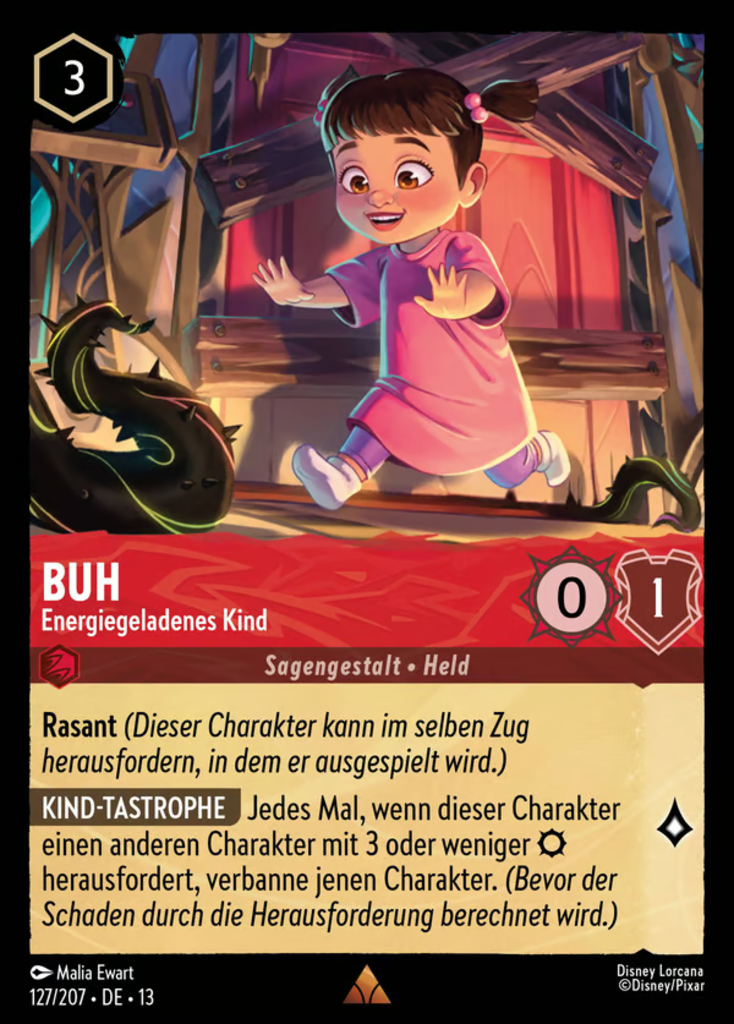 3
BUH
Energiegeladenes Kind
0
1
Sagengestalt • Held
Rasant (Dieser Charakter kann im selben Zug
herausfordern, in dem er ausgespielt wird.)
KIND-TASTROPHE Jedes Mal, wenn dieser Charakter
einen anderen Charakter mit 3 oder weniger
herausfordert, verbanne jenen Charakter. (Bevor der
Schaden durch die Herausforderung berechnet wird.)
Malia Ewart
127/207 • DE • 13
Disney Lorcana
©Disney/Pixar